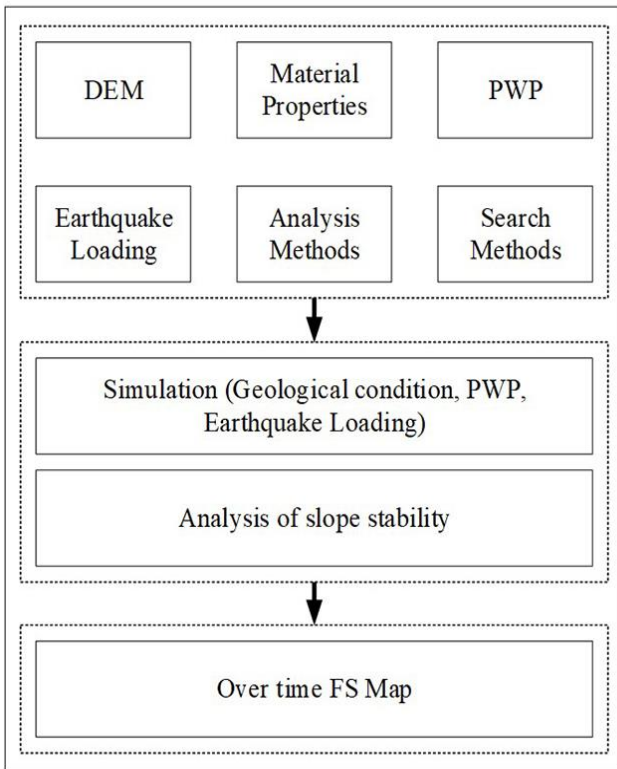 DEM
Material
Properties
PWP
Earthquake
Loading
Analysis
Methods
Search
Methods
Simulation (Geological condition, PWP,
Earthquake Loading)
Analysis of slope stability
Over time FS Map